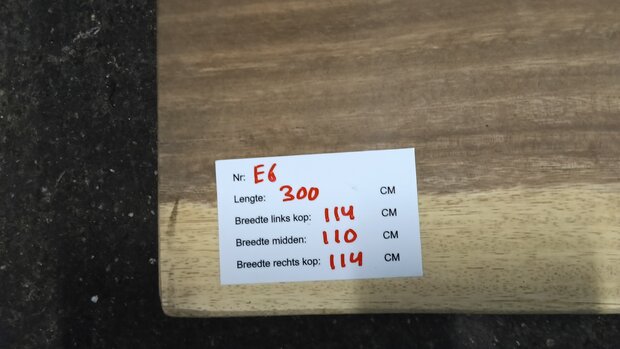 Nr: E6
Lengte: 300 CM
Breedte links kop: 114 CM
Breedte midden: 110 CM
Breedte rechts kop: 114 CM